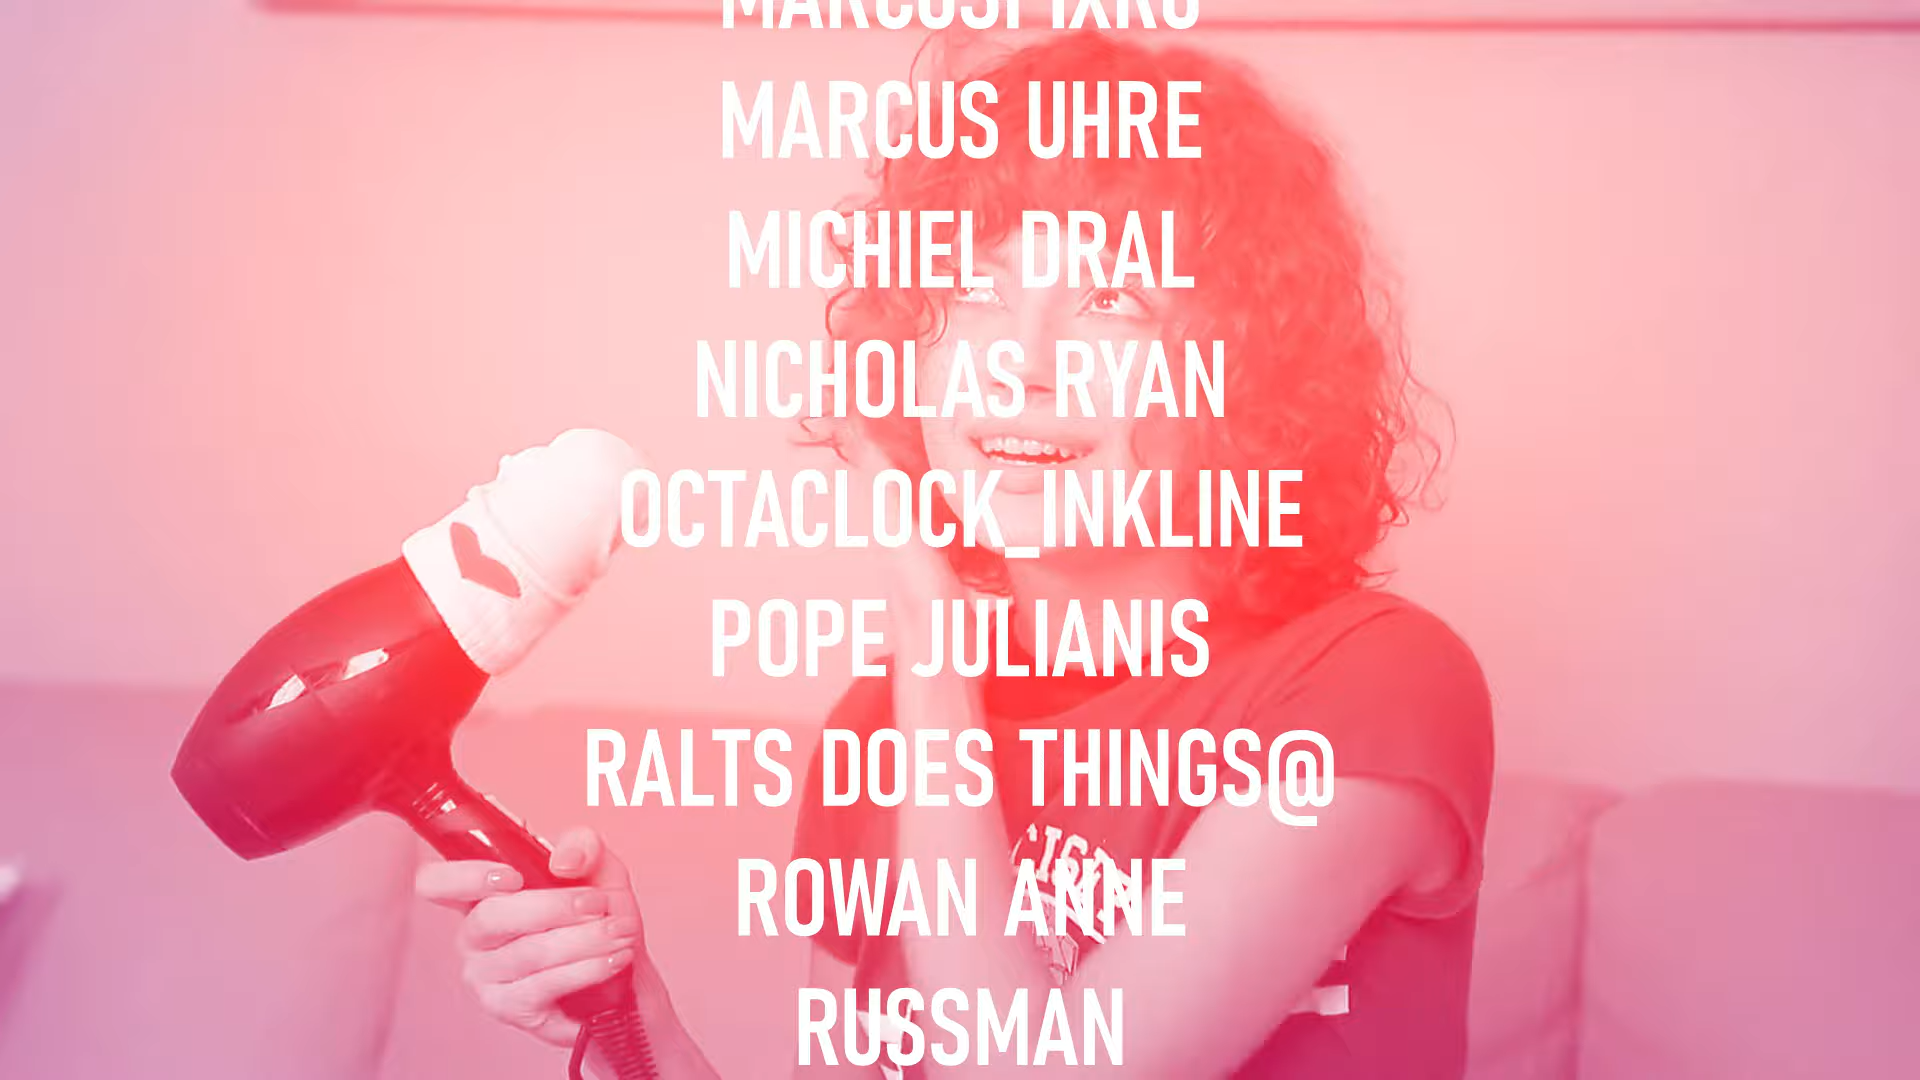 MARCUS UHRE
MICHIEL DRAL
NICHOLAS RYAN
OCTACLOCK_INKLINE
POPE JULIANIS
RALTS DOES THINGS@
ROWAN ANNE
RUSSMAN